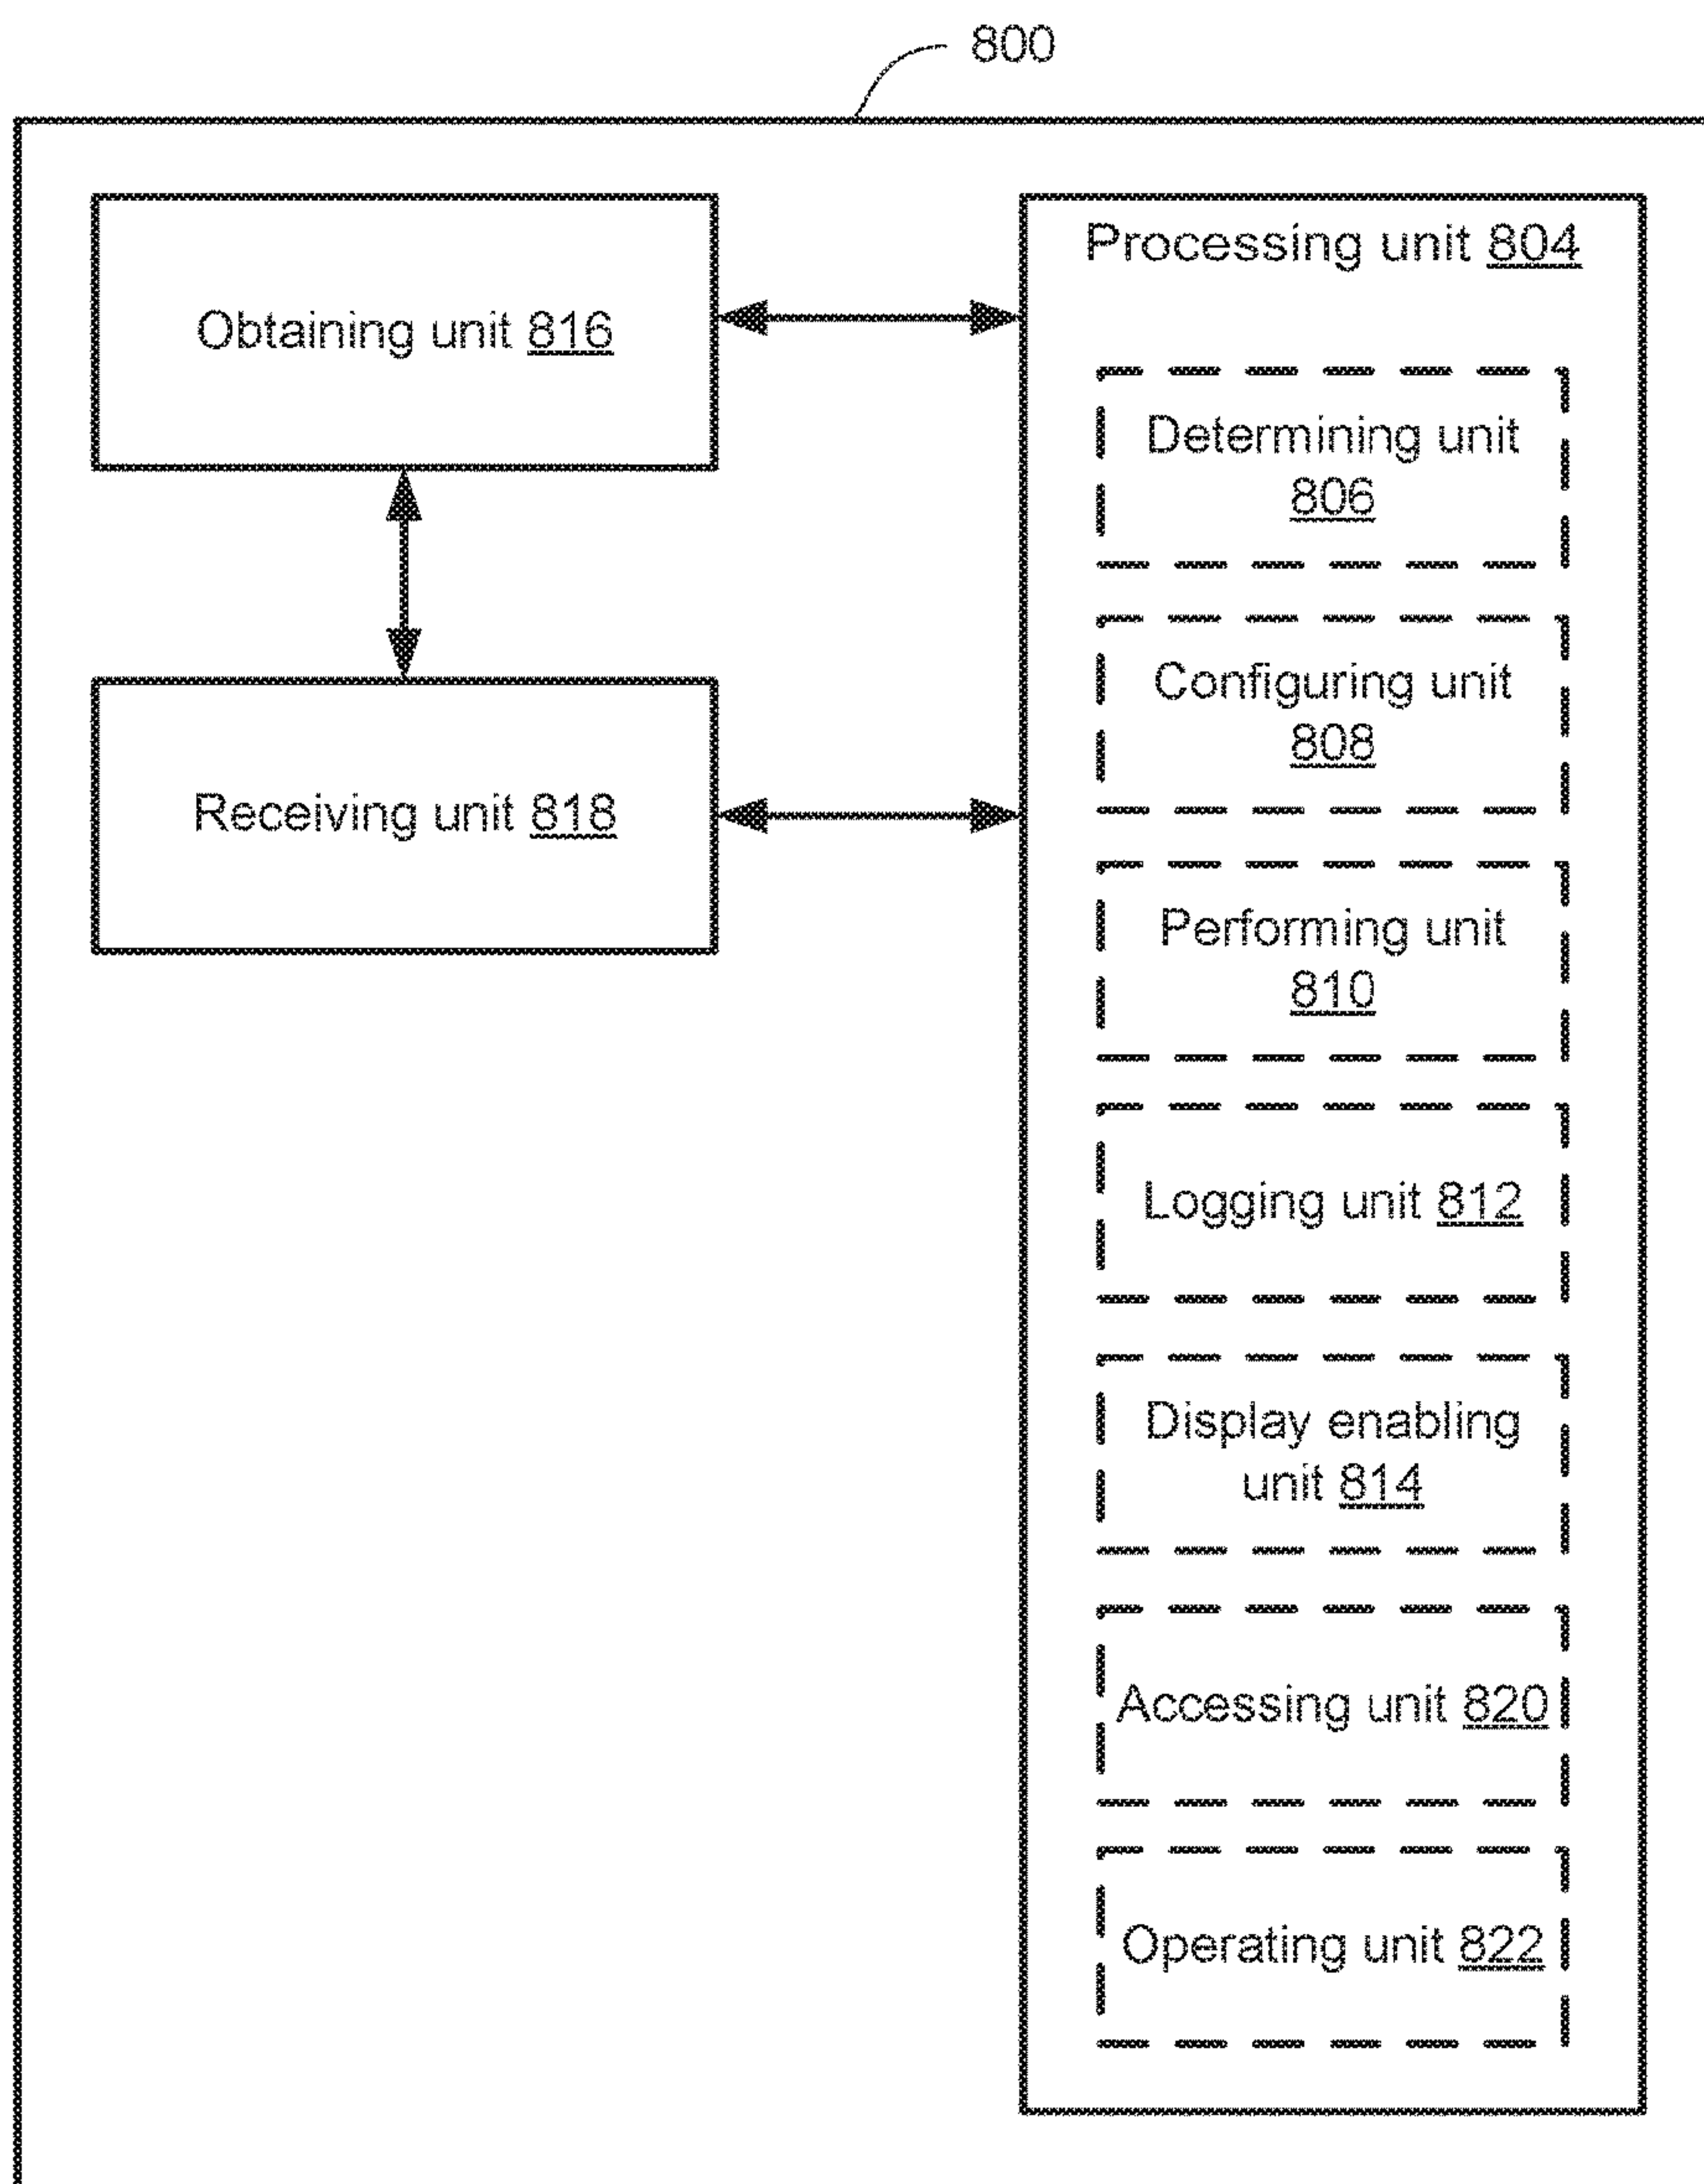 800
Obtaining unit 816
Receiving unit 818
Processing unit 804
Determining unit
806
Configuring unit
808
Performing unit
810
Logging unit 812
Display enabling
unit 814
Accessing unit 820
Operating unit 822